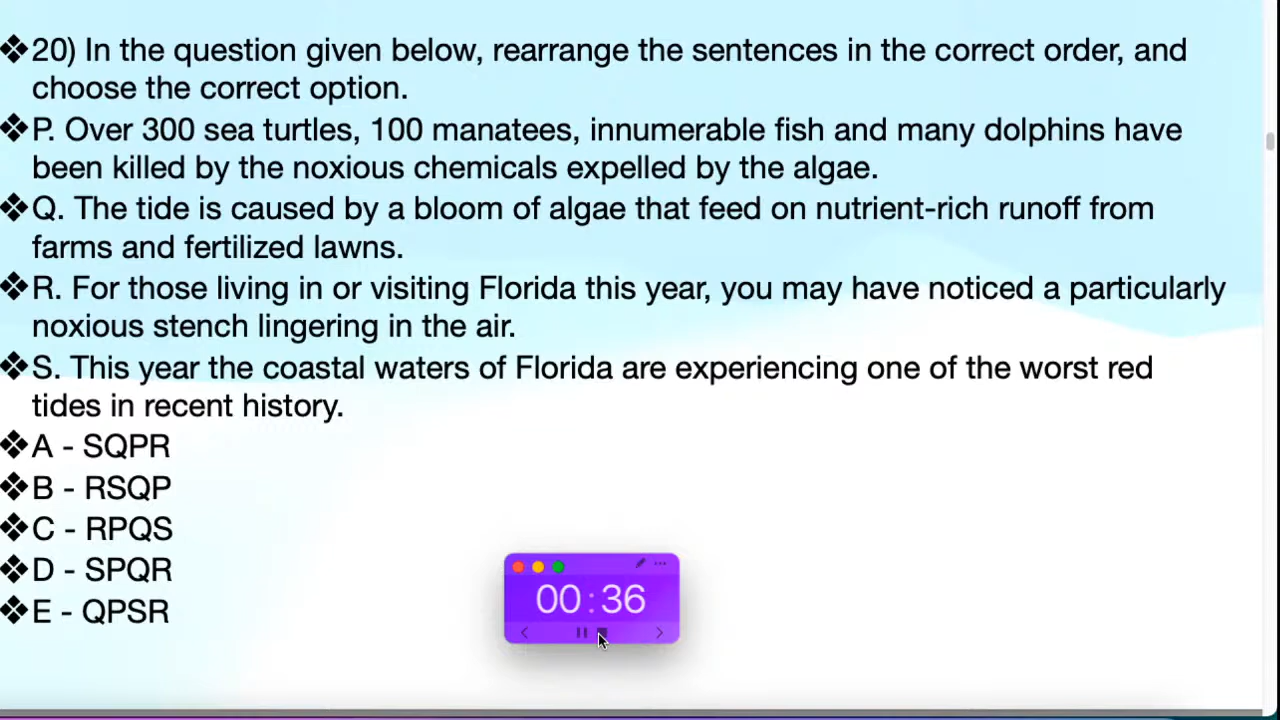 ❖20) In the question given below, rearrange the sentences in the correct order, and
choose the correct option.
❖P. Over 300 sea turtles, 100 manatees, innumerable fish and many dolphins have
been killed by the noxious chemicals expelled by the algae.
❖Q. The tide is caused by a bloom of algae that feed on nutrient-rich runoff from
farms and fertilized lawns.
❖R. For those living in or visiting Florida this year, you may have noticed a particularly
noxious stench lingering in the air.
❖S. This year the coastal waters of Florida are experiencing one of the worst red
tides in recent history.
❖A - SQPR
❖B - RSQP
❖C - RPQS
❖D - SPQR
❖E - QPSR
00:36